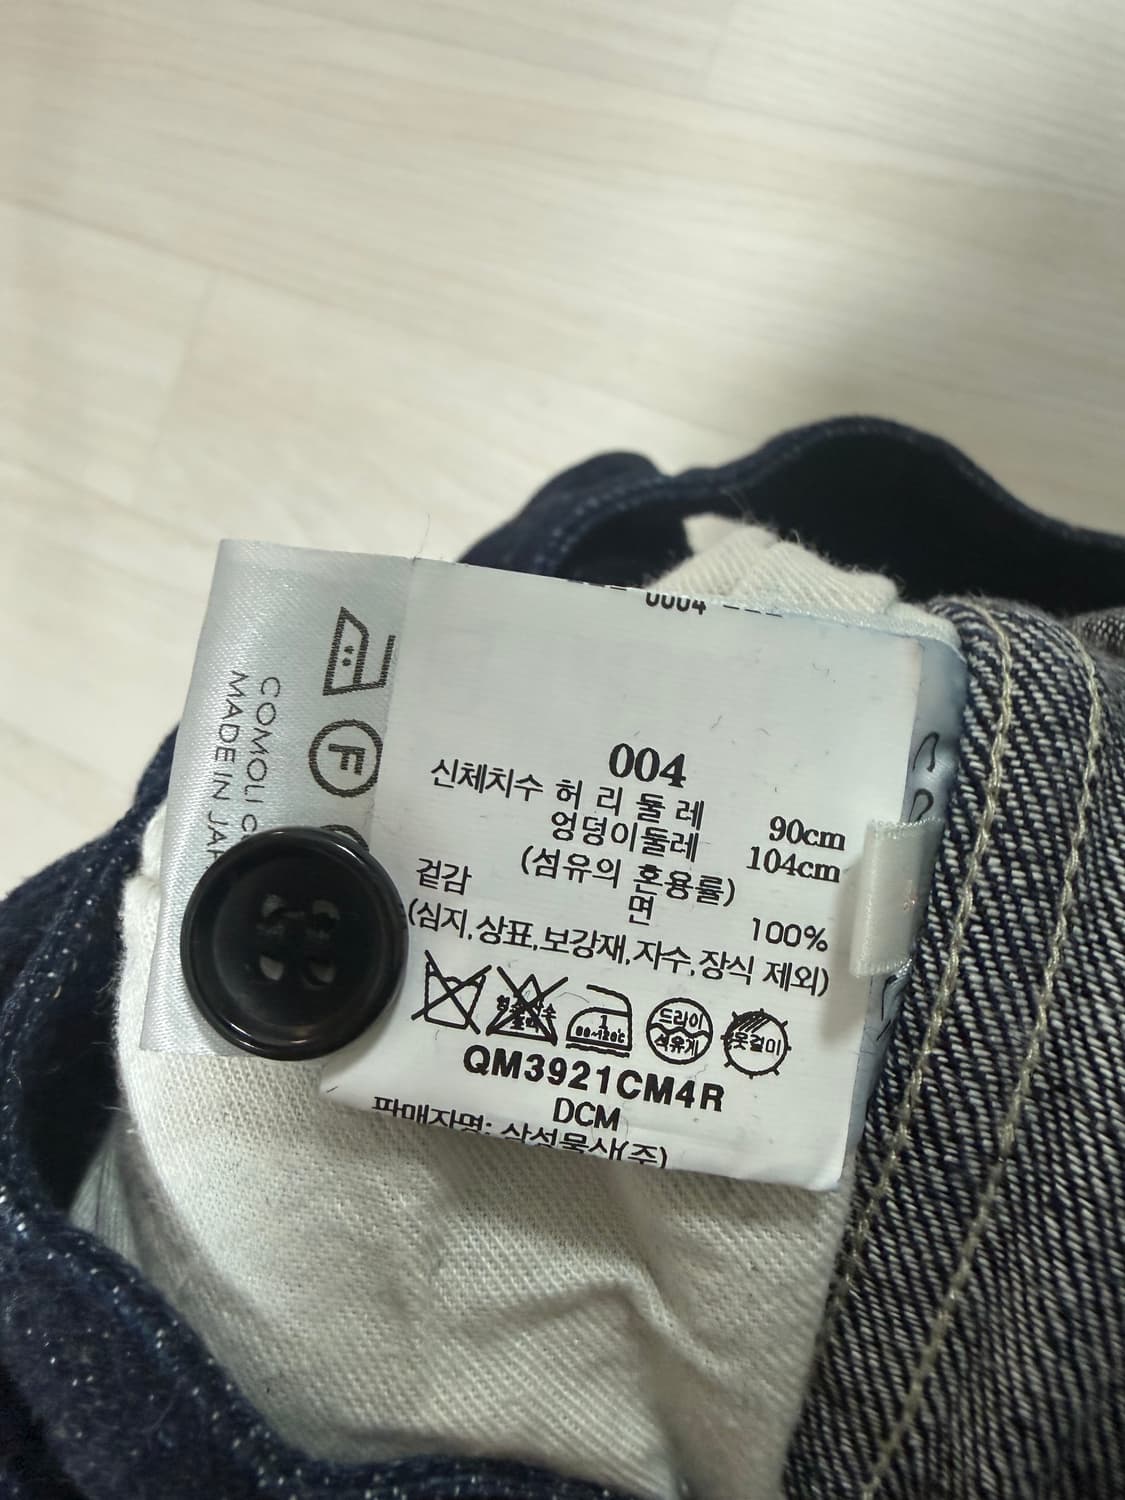 0004
004
신체치수 허 리 둘 레 90cm
엉덩이둘레 104cm
(섬유의 혼용률)
겉감 면 100%
(심지,상표,보강재,자수,장식 제외)
드라이
석유계
옷걸이
QM3921CM4R
DCM
판매자명: 삼성물산(주)
F
COMOLI
MADE IN